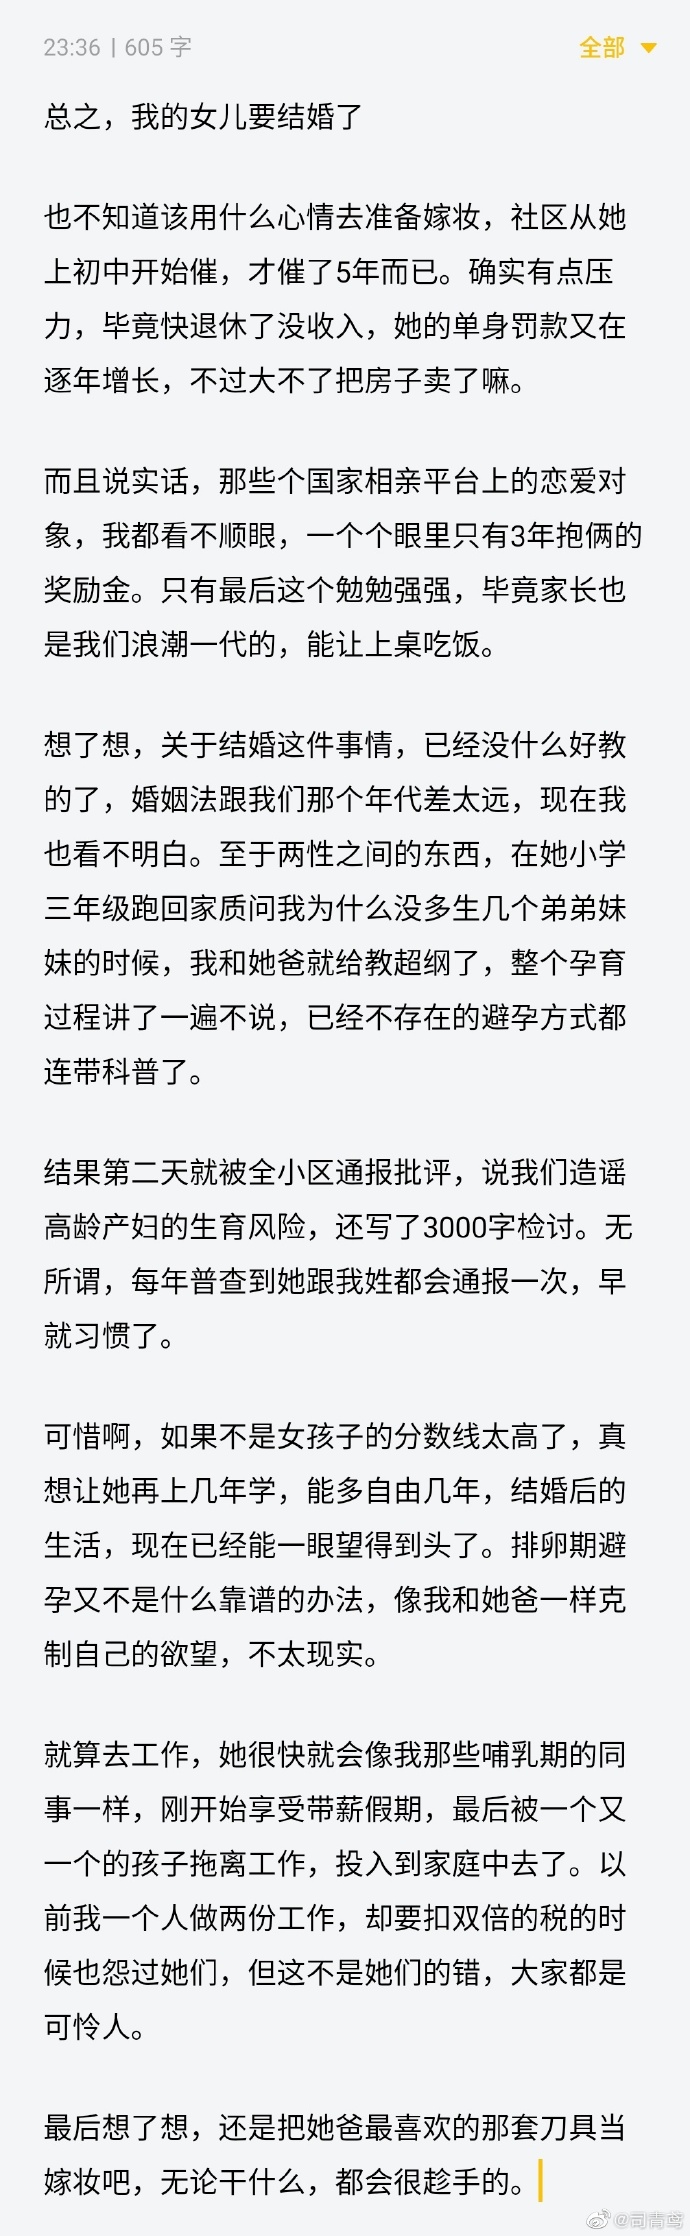 23:36 | 605 字
全部
总之，我的女儿要结婚了
也不知道该用什么心情去准备嫁妆，社区从她
上初中开始催，才催了5年而已。确实有点压
力，毕竟快退休了没收入，她的单身罚款又在
逐年增长，不过大不了把房子卖了嘛。
而且说实话，那些个国家相亲平台上的恋爱对
象，我都看不顺眼，一个个眼里只有3年抱俩的
奖励金。只有最后这个勉勉强强，毕竟家长也
是我们浪潮一代的，能让上桌吃饭。
想了想，关于结婚这件事情，已经没什么好教
的了，婚姻法跟我们那个年代差太远，现在我
也看不明白。至于两性之间的东西，在她小学
三年级跑回家质问我为什么没多生几个弟弟妹
妹的时候，我和她爸就给教超纲了，整个孕育
过程讲了一遍不说，已经不存在的避孕方式都
连带科普了。
结果第二天就被全小区通报批评，说我们造谣
高龄产妇的生育风险，还写了3000字检讨。无
所谓，每年普查到她跟我姓都会通报一次，早
就习惯了。
可惜啊，如果不是女孩子的分数线太高了，真
想让她再上几年学，能多自由几年，结婚后的
生活，现在已经能一眼望得到头了。排卵期避
孕又不是什么靠谱的办法，像我和她爸一样克
制自己的欲望，不太现实。
就算去工作，她很快就会像我那些哺乳期的同
事一样，刚开始享受带薪假期，最后被一个又
一个的孩子拖离工作，投入到家庭中去了。以
前我一个人做两份工作，却要扣双倍的税的时
候也怨过她们，但这不是她们的错，大家都是
可怜人。
最后想了想，还是把她爸最喜欢的那套刀具当
嫁妆吧，无论干什么，都会很趁手的。
@司青鸢